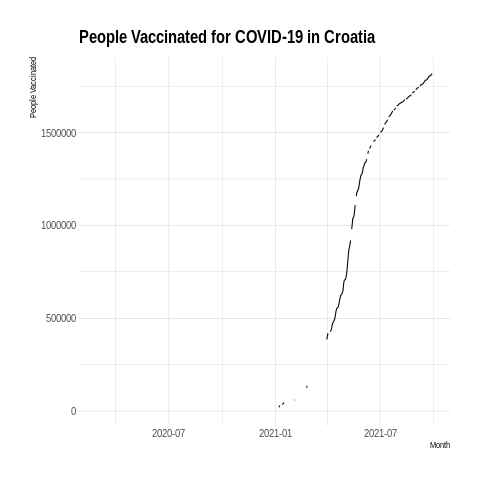 People Vaccinated for COVID-19 in Croatia
People Vaccinated
1500000
1000000
500000
0
2020-07
2021-01
2021-07
Month